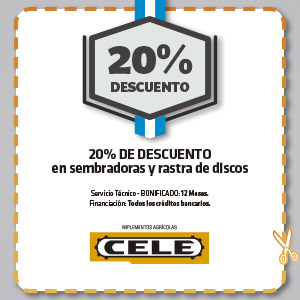 20%
DESCUENTO
20% DE DESCUENTO
en sembradoras y rastra de discos
Servicio Técnico - BONIFICADO: 12 Meses.
Financiación: Todos los créditos bancarios.
IMPLEMENTOS AGRÍCOLAS
CELE